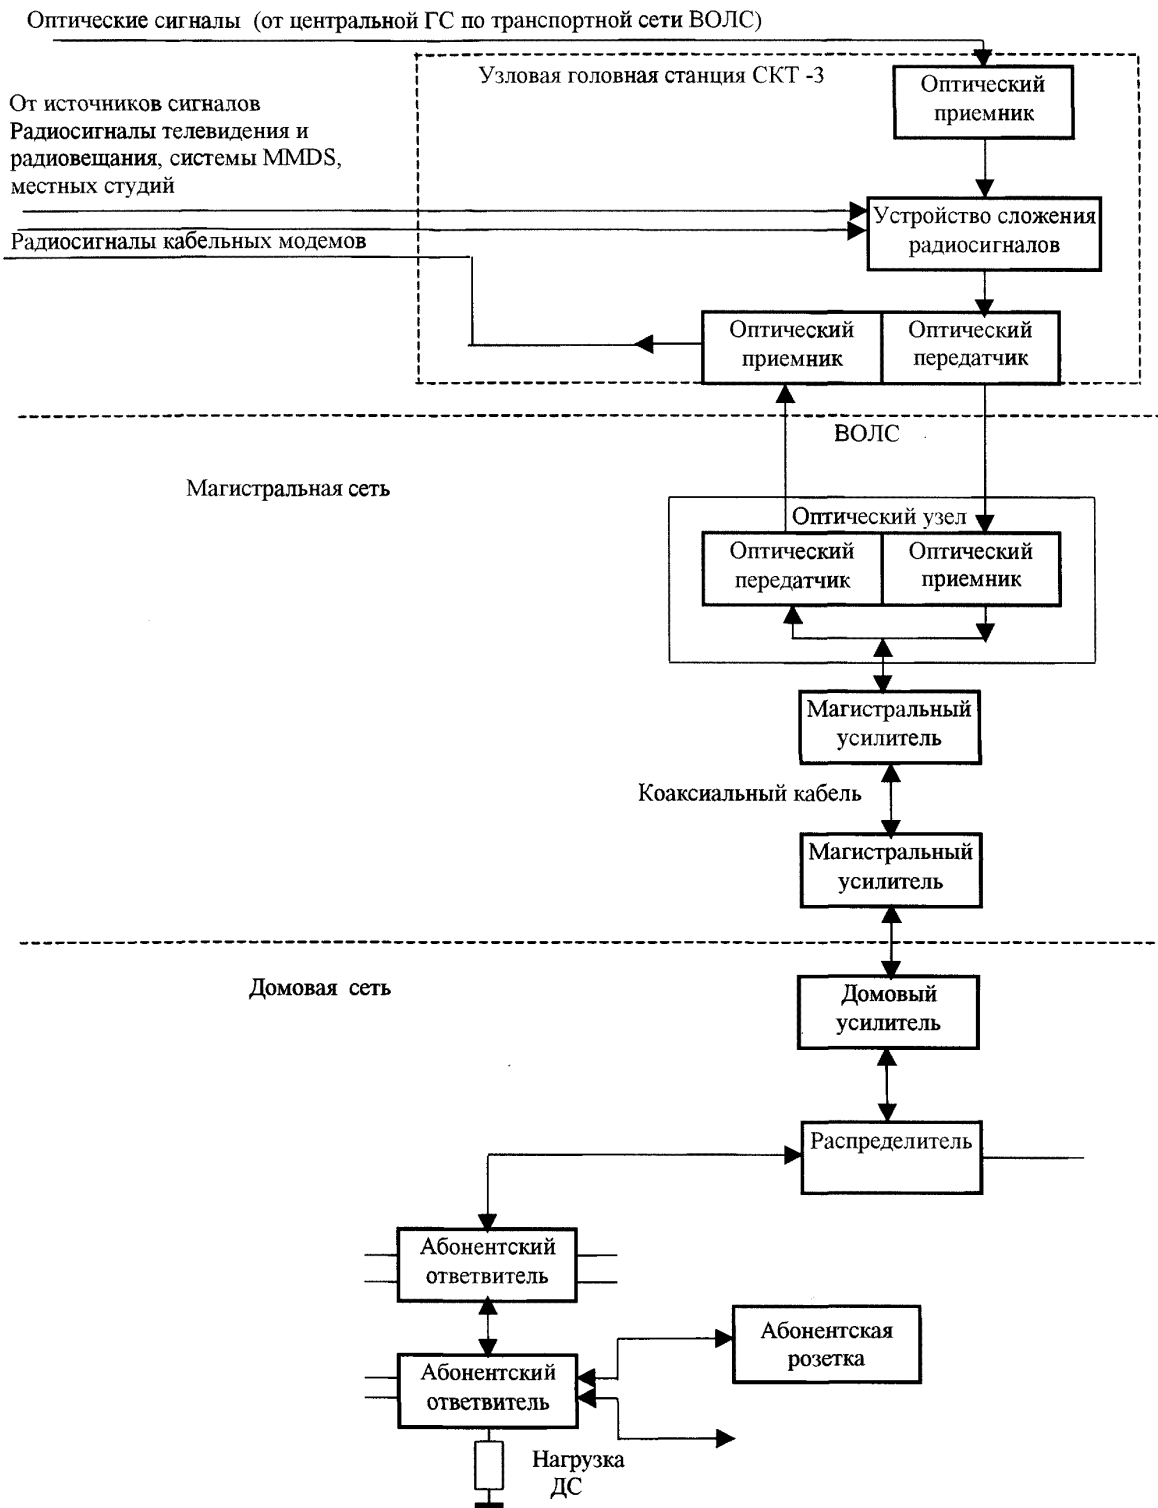 Оптические сигналы (от центральной ГС по транспортной сети ВОЛС)
Узловая головная станция СКТ -3
Оптический
приемник
От источников сигналов
Радиосигналы телевидения и
радиовещания, системы MMDS,
местных студий
Устройство сложения
радиосигналов
Радиосигналы кабельных модемов
Оптический
приемник
Оптический
передатчик
ВОЛС
Магистральная сеть
Оптический узел
Оптический
передатчик
Оптический
приемник
Магистральный
усилитель
Коаксиальный кабель
Магистральный
усилитель
Домовая сеть
Домовый
усилитель
Распределитель
Абонентский
ответвитель
Абонентская
розетка
Абонентский
ответвитель
Нагрузка
ДС